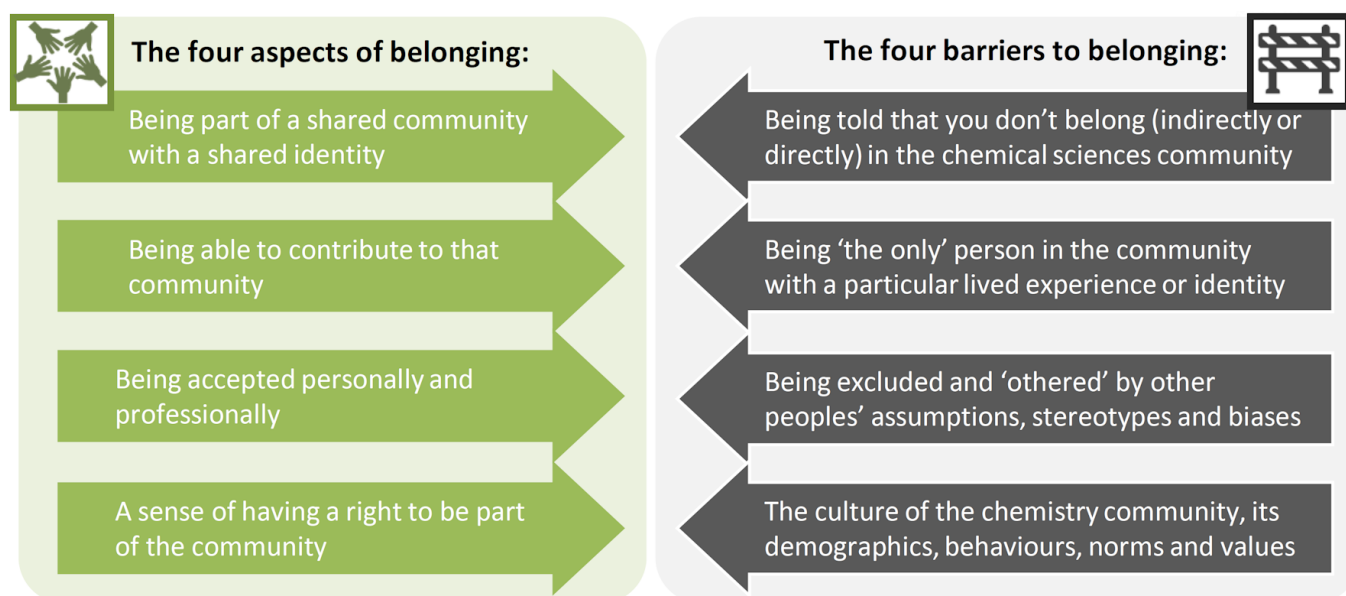 The four aspects of belonging:
Being part of a shared community
with a shared identity
Being able to contribute to that
community
Being accepted personally and
professionally
A sense of having a right to be part
of the community
The four barriers to belonging:
Being told that you don’t belong (indirectly or
directly) in the chemical sciences community
Being ‘the only’ person in the community
with a particular lived experience or identity
Being excluded and ‘othered’ by other
peoples’ assumptions, stereotypes and biases
The culture of the chemistry community, its
demographics, behaviours, norms and values